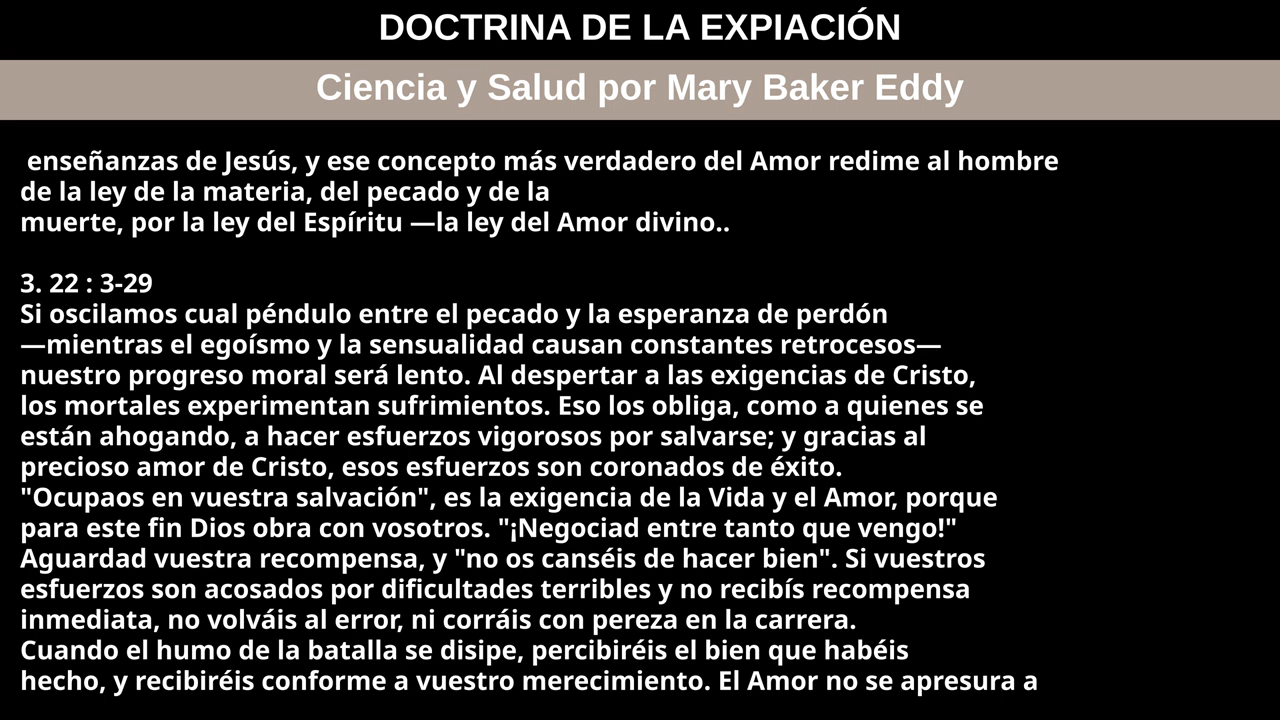 DOCTRINA DE LA EXPIACIÓN
Ciencia y Salud por Mary Baker Eddy
enseñanzas de Jesús, y ese concepto más verdadero del Amor redime al hombre
de la ley de la materia, del pecado y de la
muerte, por la ley del Espíritu —la ley del Amor divino..
3. 22 : 3-29
Si oscilamos cual péndulo entre el pecado y la esperanza de perdón
—mientras el egoísmo y la sensualidad causan constantes retrocesos—
nuestro progreso moral será lento. Al despertar a las exigencias de Cristo,
los mortales experimentan sufrimientos. Eso los obliga, como a quienes se
están ahogando, a hacer esfuerzos vigorosos por salvarse; y gracias al
precioso amor de Cristo, esos esfuerzos son coronados de éxito.
"Ocupaos en vuestra salvación", es la exigencia de la Vida y el Amor, porque
para este fin Dios obra con vosotros. "¡Negociad entre tanto que vengo!"
Aguardad vuestra recompensa, y "no os canséis de hacer bien". Si vuestros
esfuerzos son acosados por dificultades terribles y no recibís recompensa
inmediata, no volváis al error, ni corráis con pereza en la carrera.
Cuando el humo de la batalla se disipe, percibiréis el bien que habéis
hecho, y recibiréis conforme a vuestro merecimiento. El Amor no se apresura a